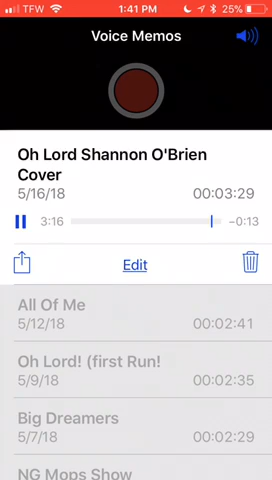 TFW 1:41 PM 25%
Voice Memos
Oh Lord Shannon O'Brien
Cover
5/16/18 00:03:29
3:16 −0:13
Edit
All Of Me
5/12/18 00:02:41
Oh Lord! (first Run!
5/9/18 00:02:35
Big Dreamers
5/7/18 00:02:29
NG Mops Show